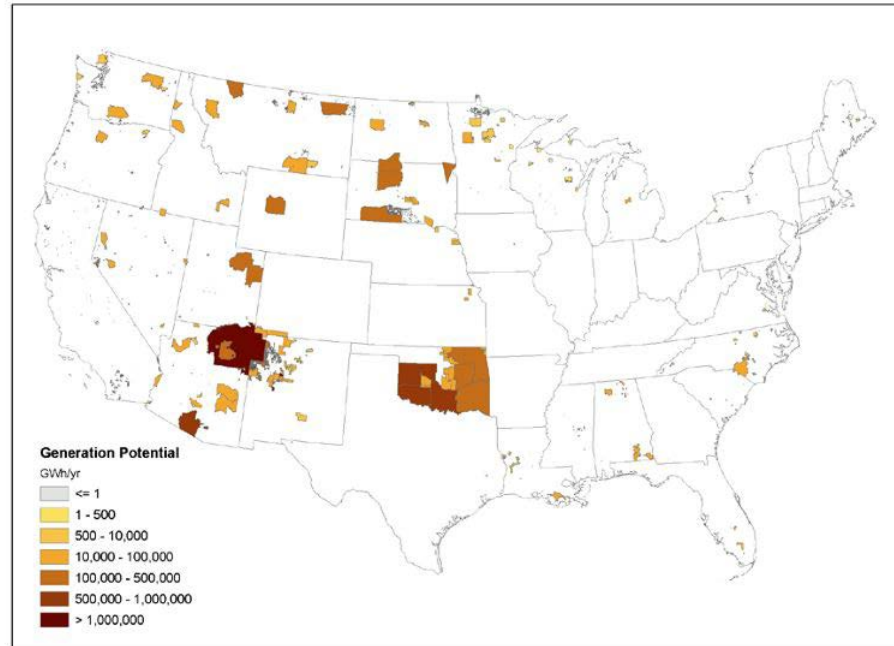 Generation Potential
GWh/yr
<= 1
1 - 500
500 - 10,000
10,000 - 100,000
100,000 - 500,000
500,000 - 1,000,000
> 1,000,000